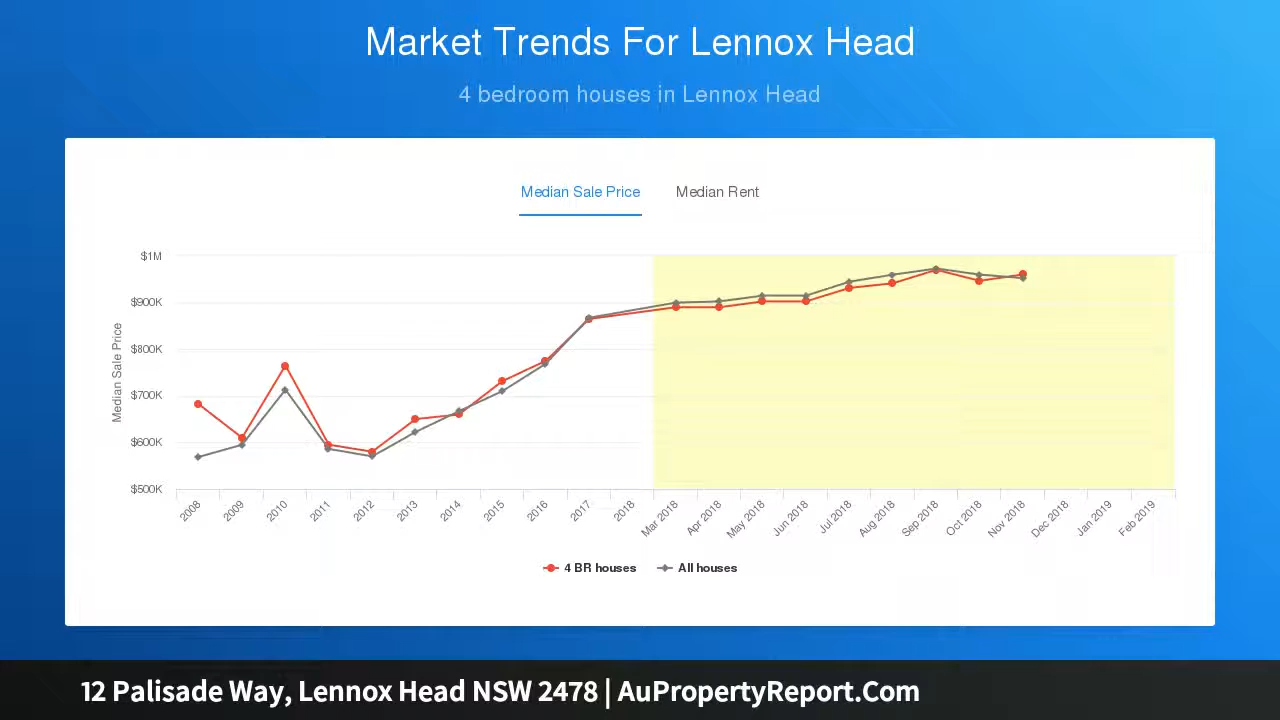 Market Trends For Lennox Head
4 bedroom houses in Lennox Head
Median Sale Price Median Rent
Median Sale Price
$1M
$900K
$800K
$700K
$600K
$500K
2008 2009 2010 2011 2012 2013 2014 2015 2016 2017 2018 Mar 2018 Apr 2018 May 2018 Jun 2018 Jul 2018 Aug 2018 Sep 2018 Oct 2018 Nov 2018 Dec 2018 Jan 2019 Feb 2019
4 BR houses All houses
12 Palisade Way, Lennox Head NSW 2478 | AuPropertyReport.Com